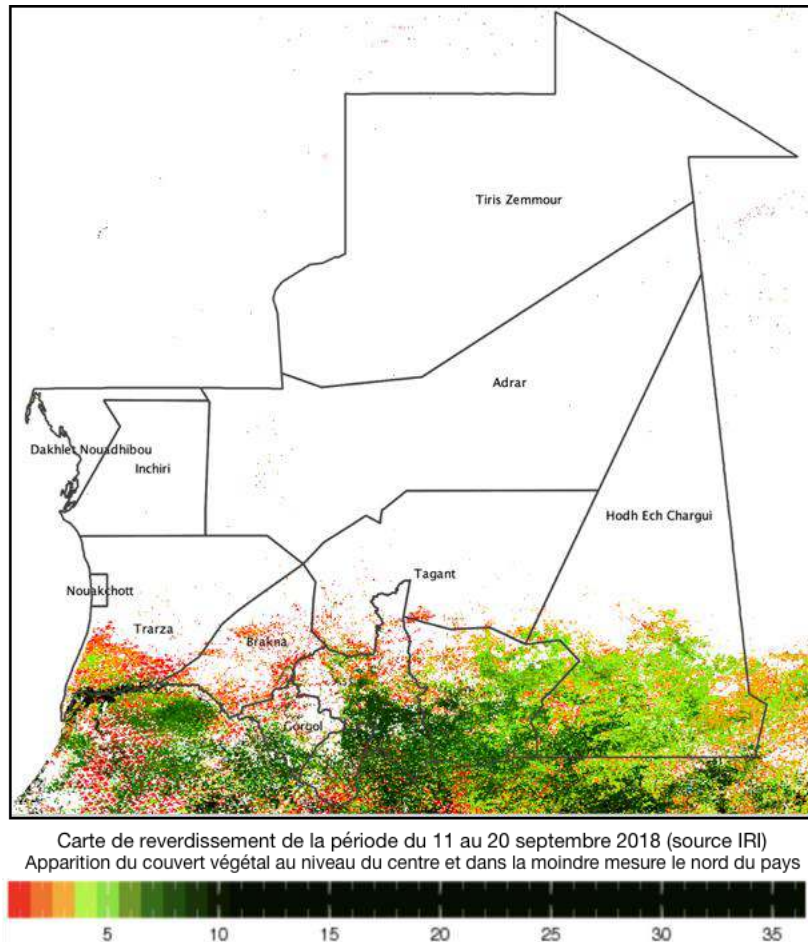 Tiris Zemmour
Adrar
Dakhlet Nouadhibou
Inchiri
Hodh Ech Chargui
Tagant
Nouakchott
Trarza
Brakna
Gorgol
Carte de reverdissement de la période du 11 au 20 septembre 2018 (source IRI)
Apparition du couvert végétal au niveau du centre et dans la moindre mesure le nord du pays
5 10 15 20 25 30 35